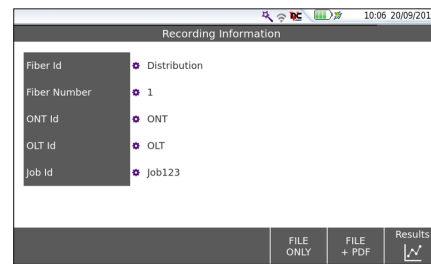 10:06 20/09/201
Recording Information
Fiber Id Distribution
Fiber Number 1
ONT Id ONT
OLT Id OLT
Job Id Job123
FILE ONLY
FILE + PDF
Results